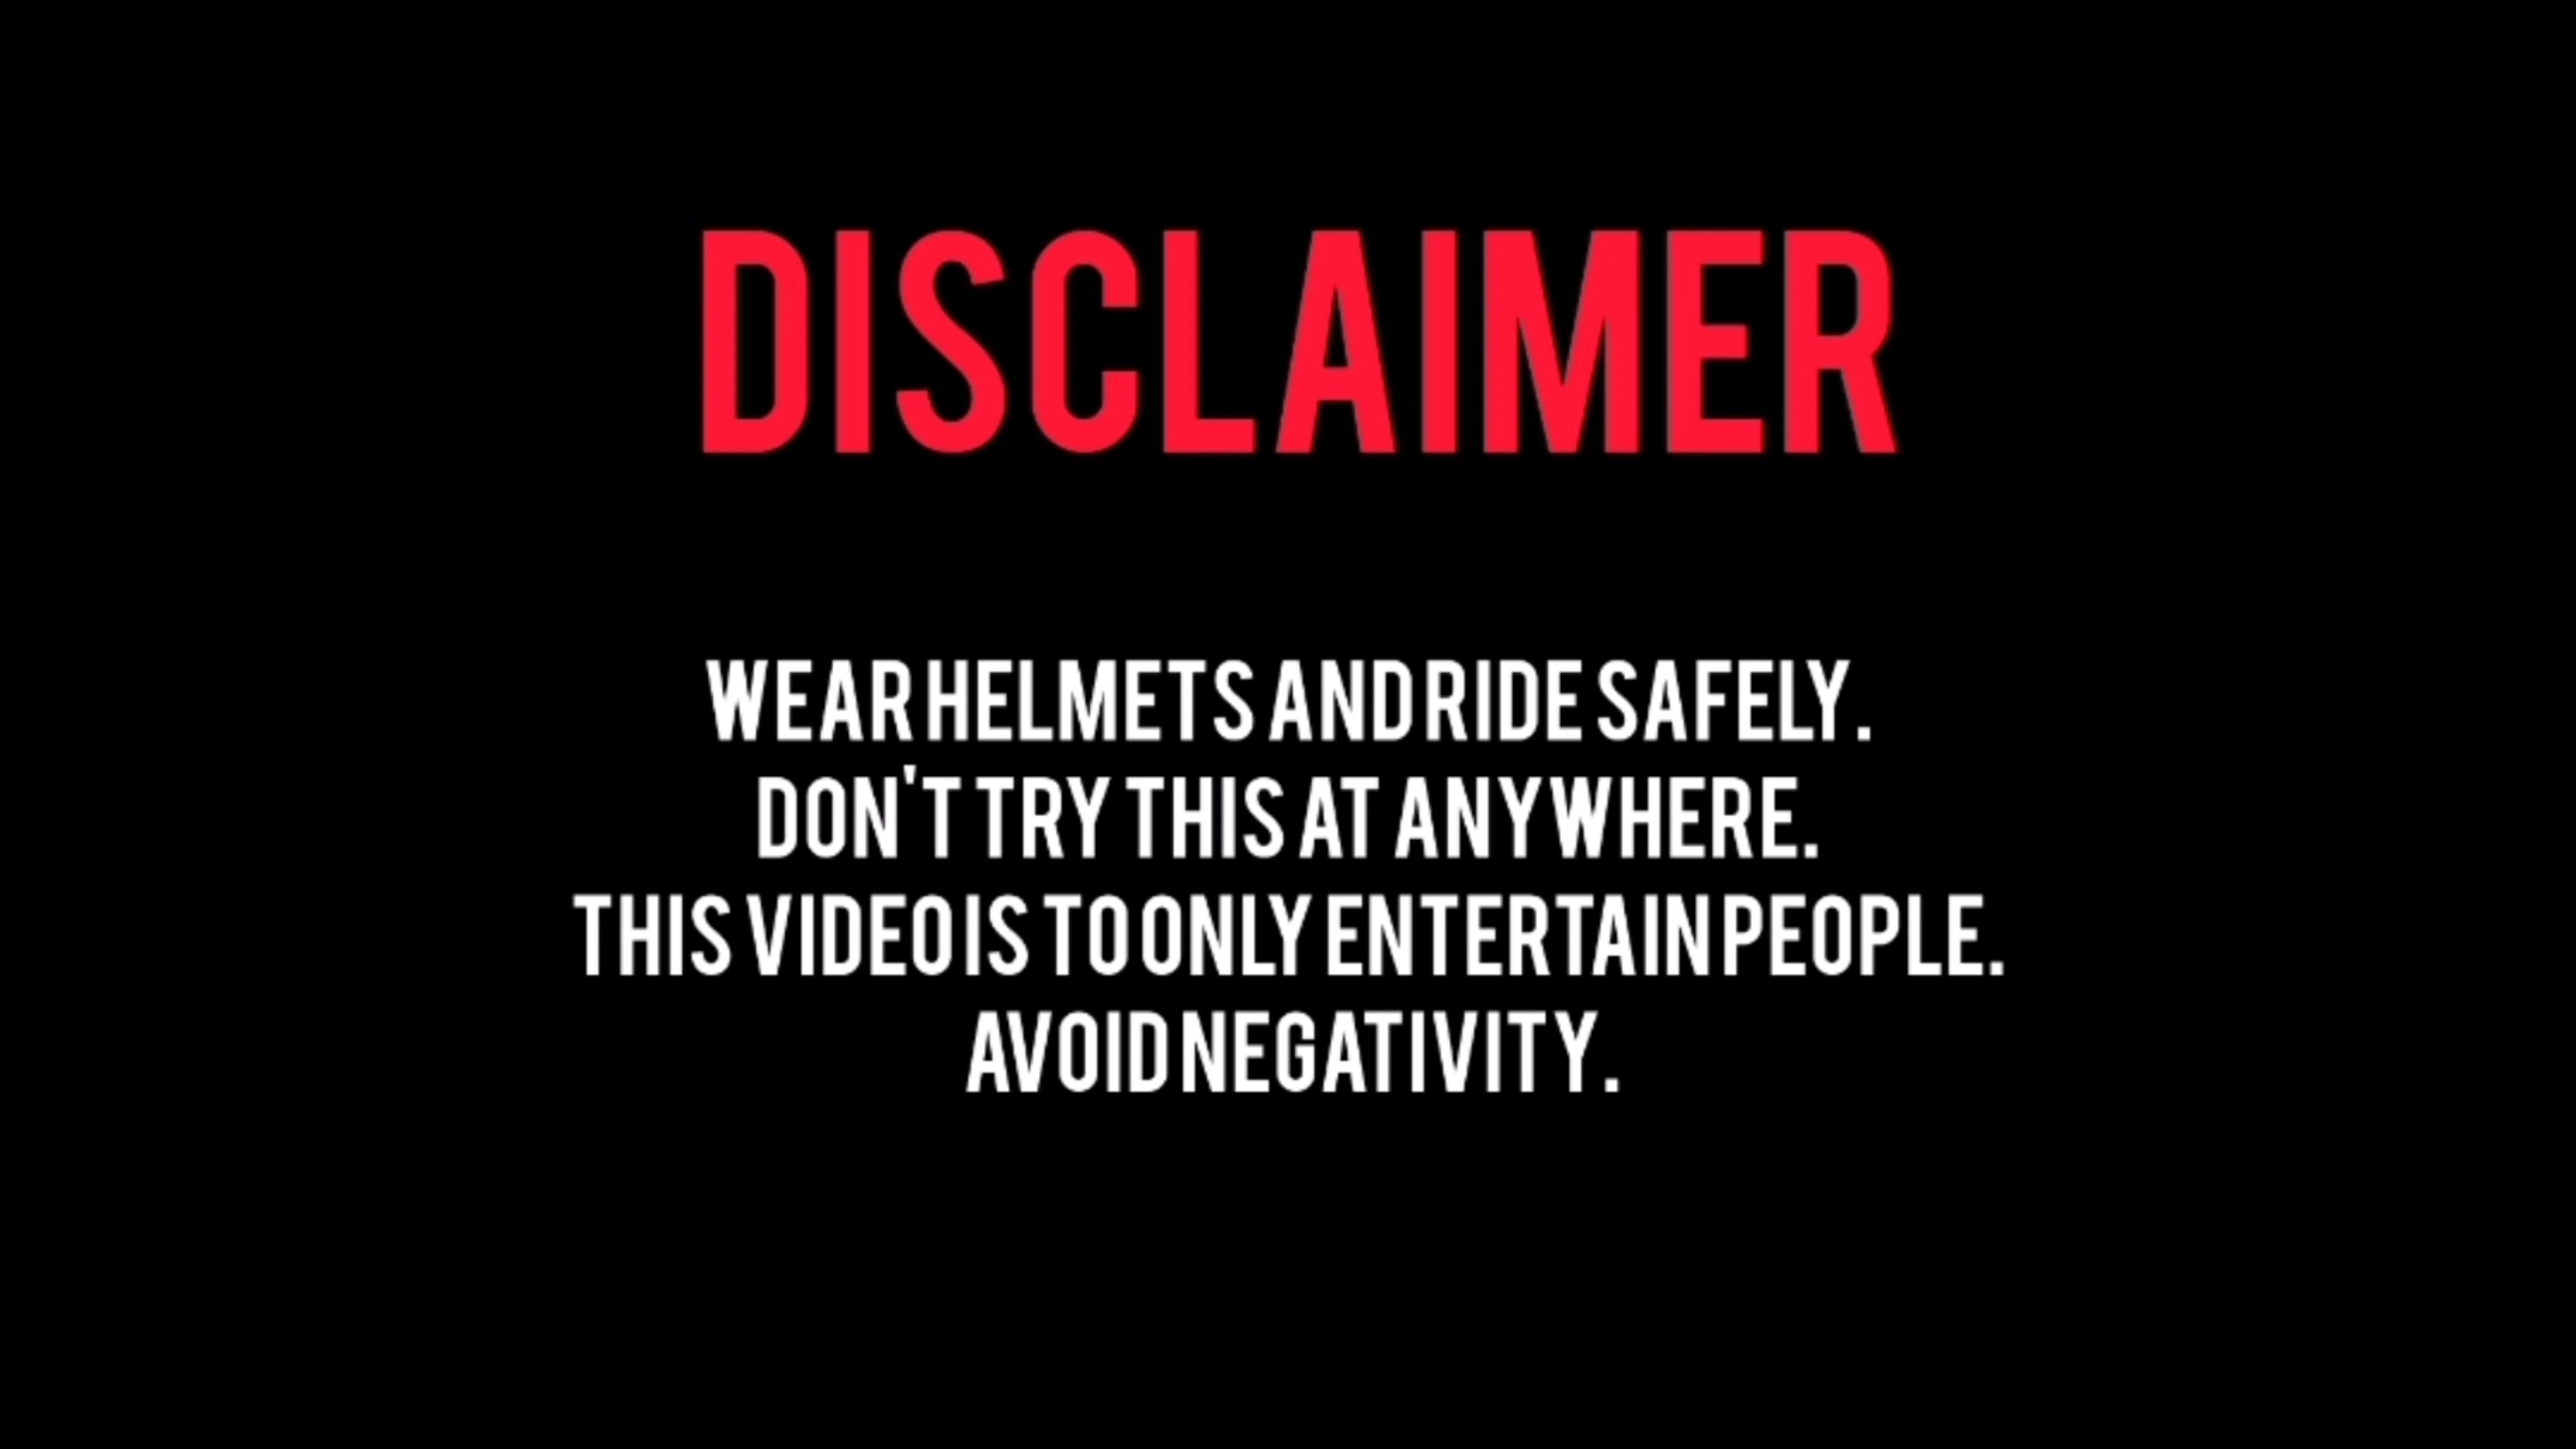 DISCLAIMER
WEAR HELMETS AND RIDE SAFELY.
DON'T TRY THIS AT ANYWHERE.
THIS VIDEO IS TO ONLY ENTERTAIN PEOPLE.
AVOID NEGATIVITY.